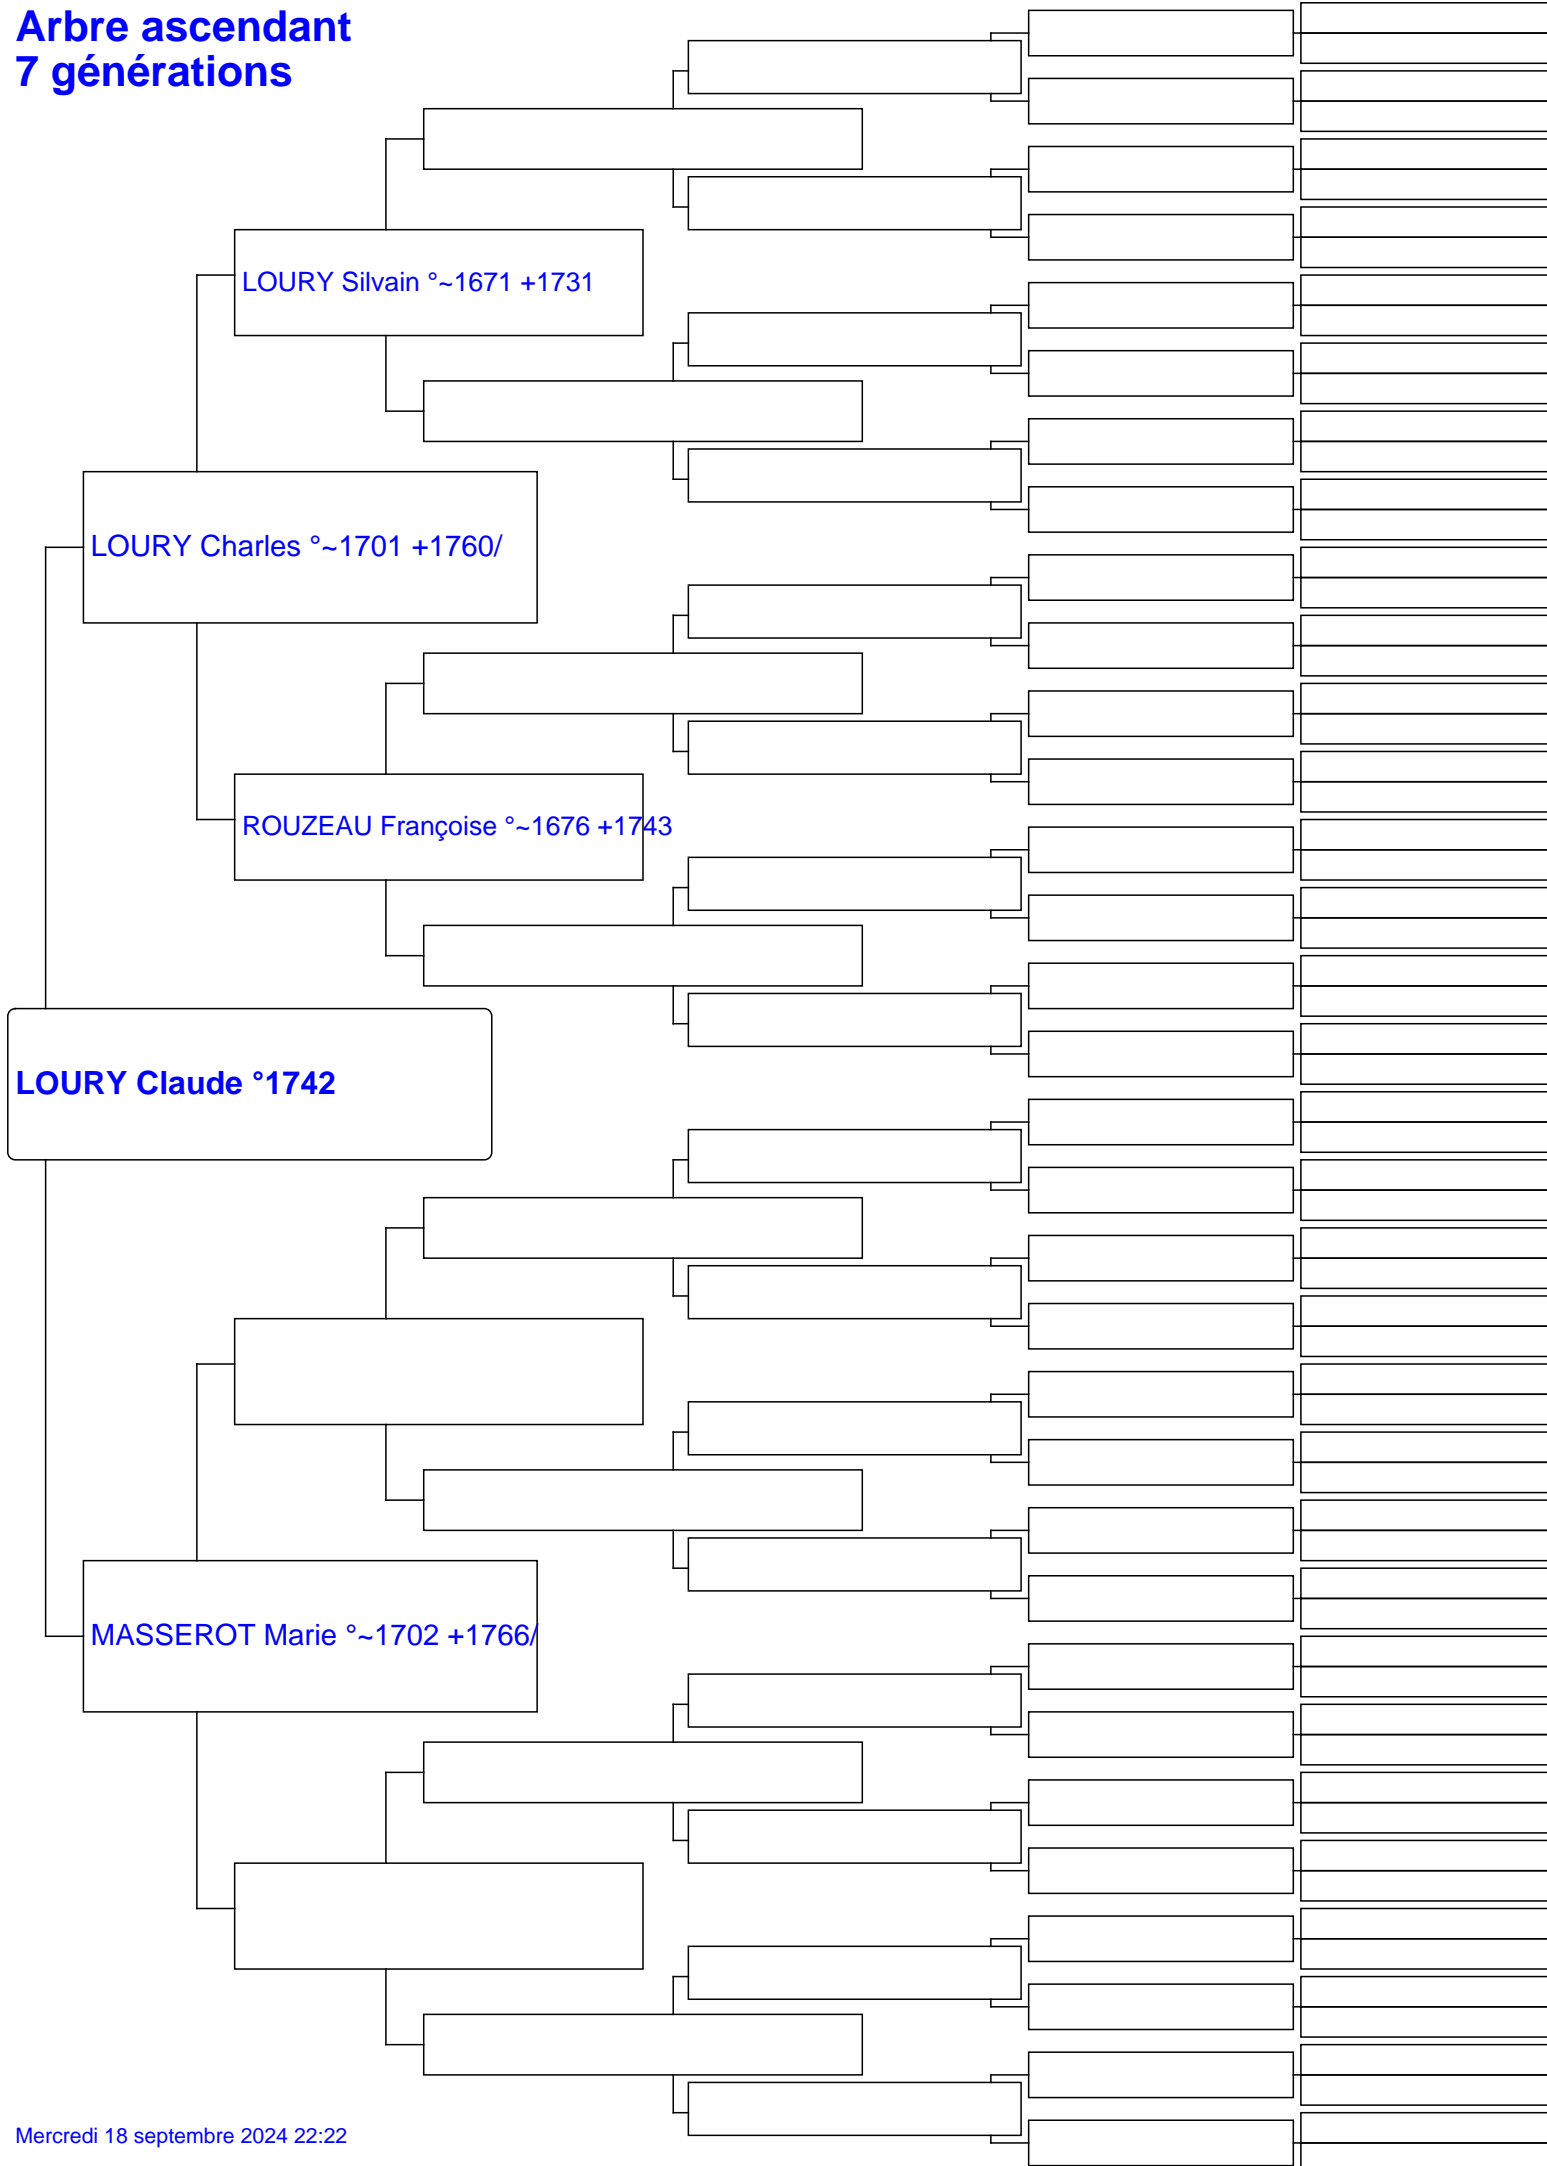 Arbre ascendant
7 générations
LOURY Silvain °~1671 +1731
LOURY Charles °~1701 +1760/
ROUZEAU Françoise °~1676 +1743
LOURY Claude °1742
MASSEROT Marie °~1702 +1766/
Mercredi 18 septembre 2024 22:22